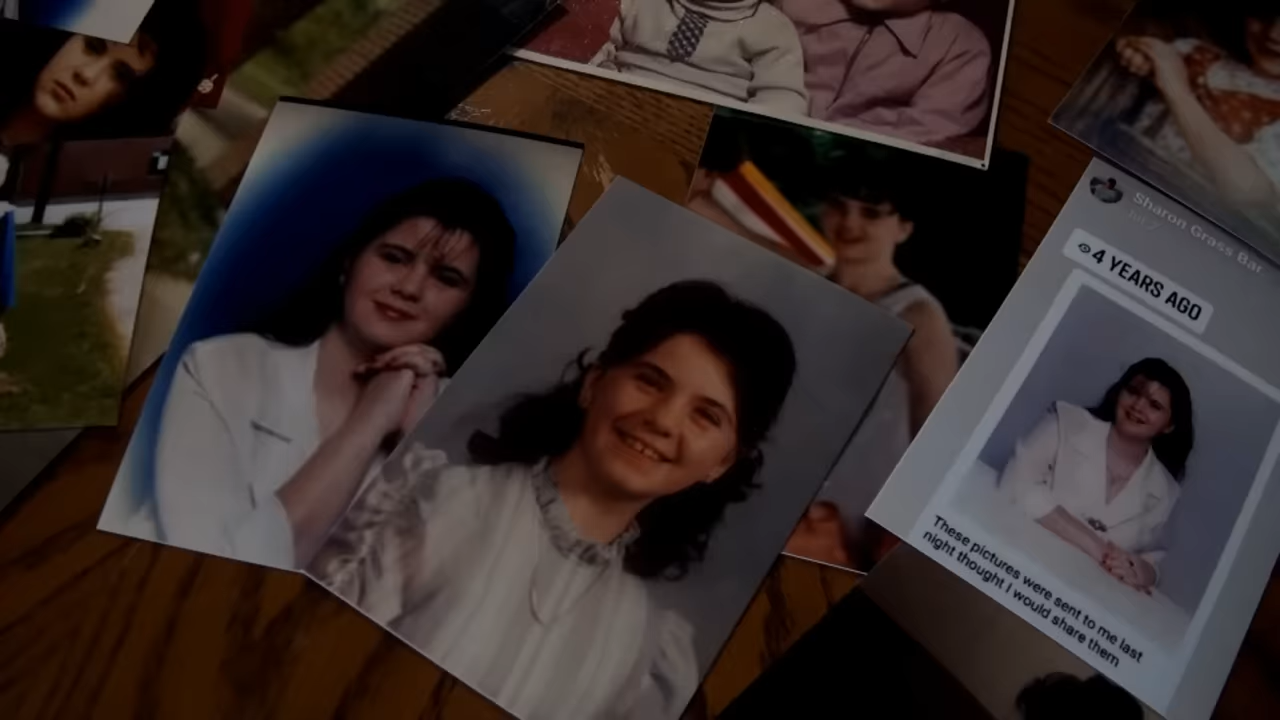 Sharon Grass Bar
4 YEARS AGO
These pictures were sent to me last
night thought I would share them